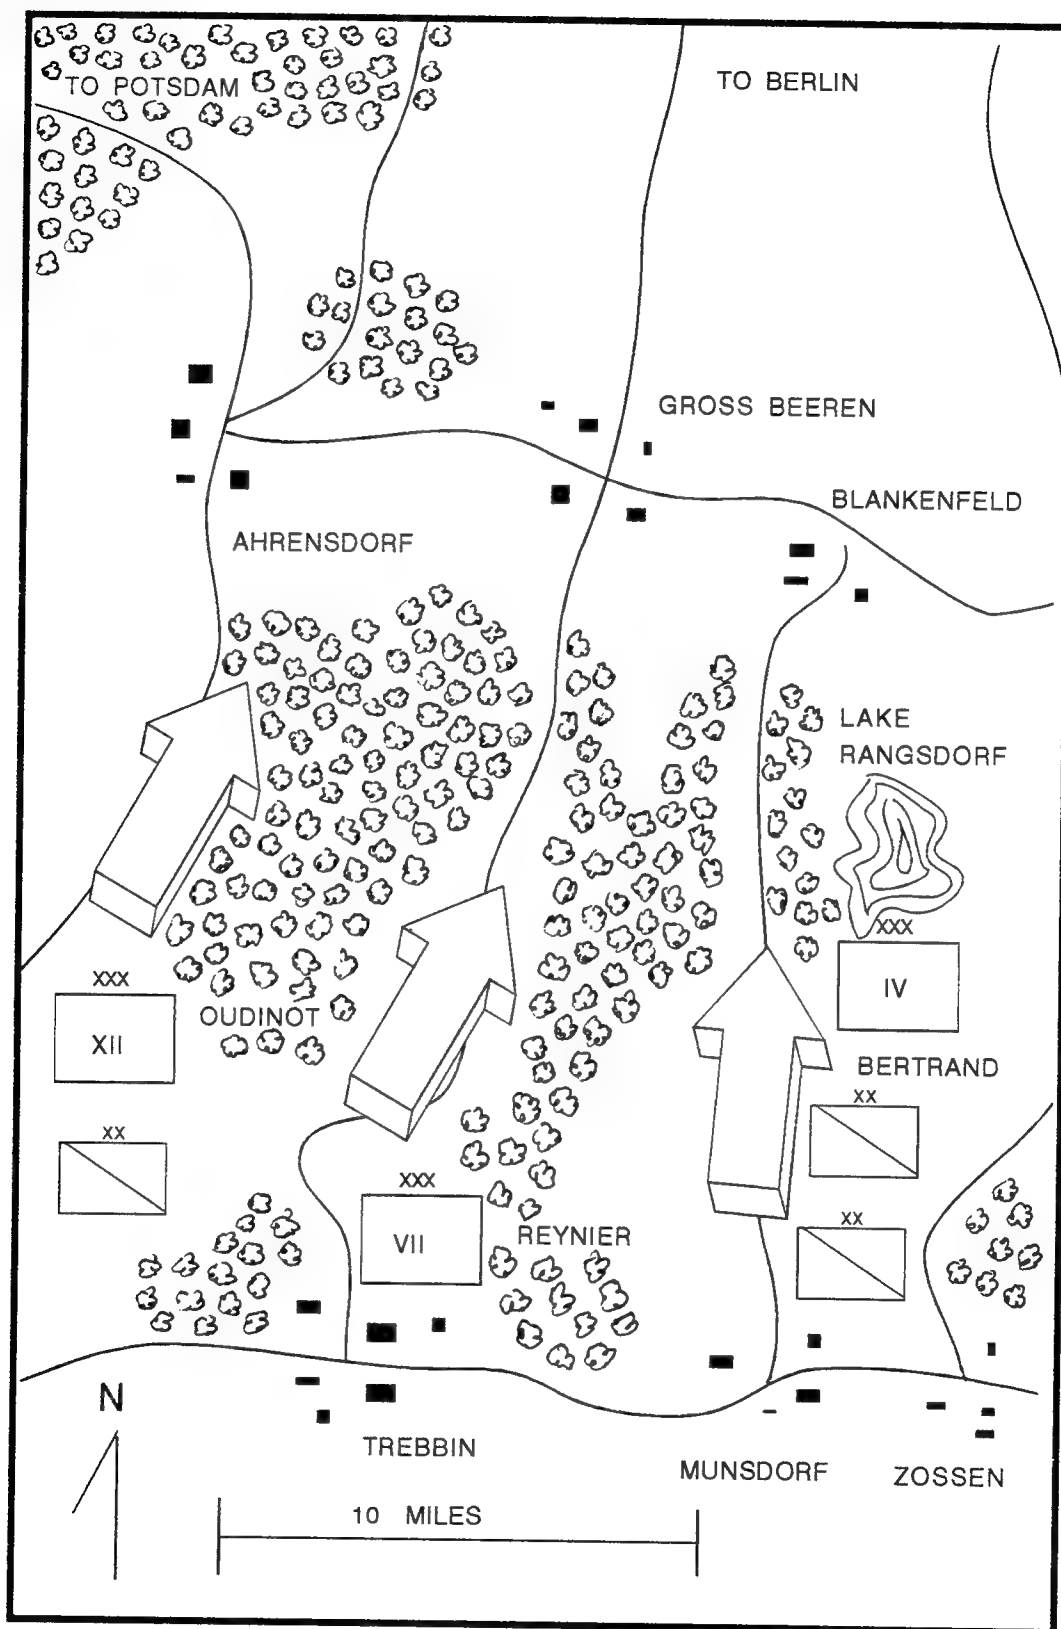 TO POTSDAM
TO BERLIN
GROSS BEEREN
BLANKENFELD
AHRENSDORF
LAKE
RANGSDORF
XXX
IV
XXX
XII
OUDINOT
BERTRAND
XX
XX
XXX
VII
REYNIER
XX
N
TREBBIN
MUNSDORF
ZOSSEN
10 MILES